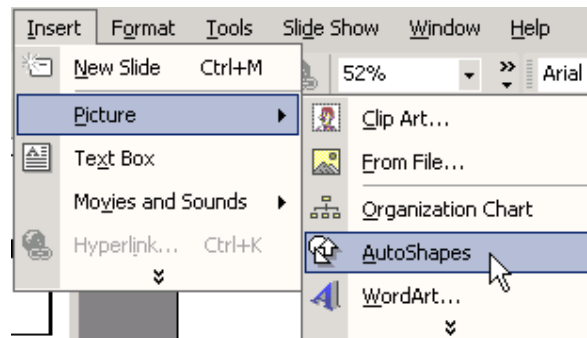 Insert Format Tools Slide Show Window Help
New Slide Ctrl+M
52%
Arial
Picture
Clip Art...
Text Box
From File...
Movies and Sounds
Organization Chart
Hyperlink... Ctrl+K
AutoShapes
WordArt...